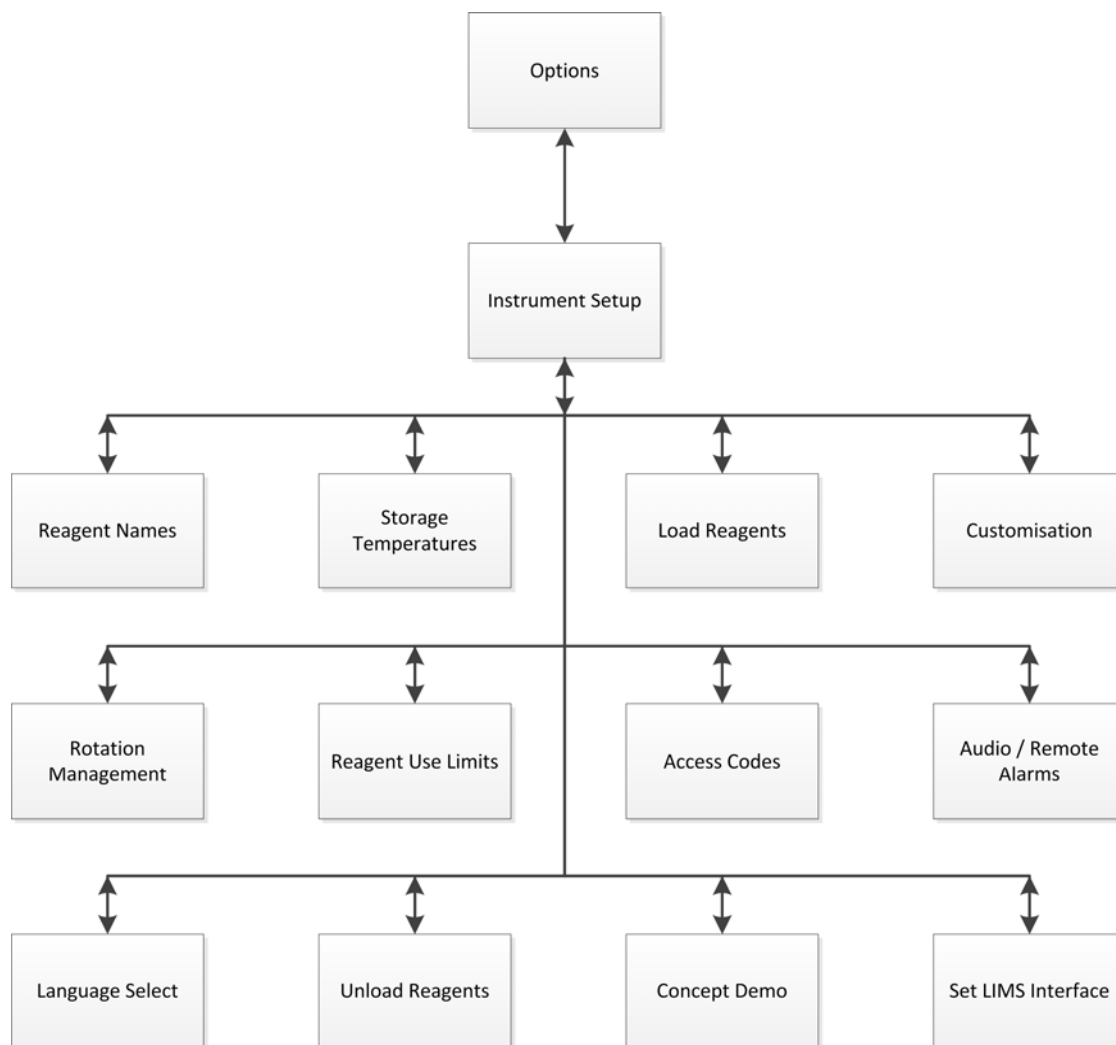 Options
Instrument Setup
Reagent Names
Storage
Temperatures
Load Reagents
Customisation
Rotation
Management
Reagent Use Limits
Access Codes
Audio / Remote
Alarms
Language Select
Unload Reagents
Concept Demo
Set LIMS Interface